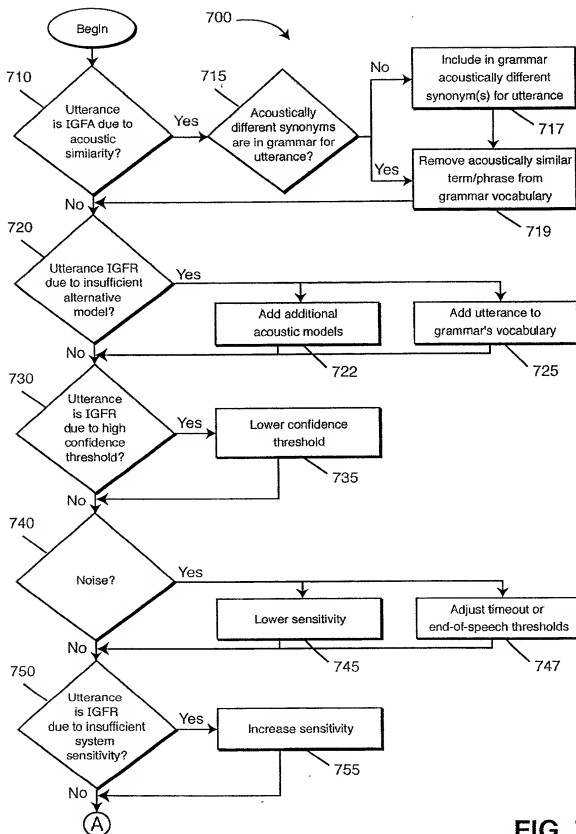 Begin
700
710
Utterance
is IGFA due to
acoustic
similarity?
Yes
715
Acoustically
different synonyms
are in grammar for
utterance?
No
Include in grammar
acoustically different
synonym(s) for utterance
717
Yes
Remove acoustically similar
term/phrase from
grammar vocabulary
719
No
720
Utterance IGFR
due to insufficient
alternative
model?
Yes
Add additional
acoustic models
722
Add utterance to
grammar's vocabulary
725
No
730
Utterance
is IGFR
due to high
confidence
threshold?
Yes
Lower confidence
threshold
735
No
740
Noise?
Yes
Lower sensitivity
745
Adjust timeout or
end-of-speech thresholds
747
No
750
Utterance
is IGFR
due to insufficient
system
sensitivity?
Yes
Increase sensitivity
755
No
A
FIG.